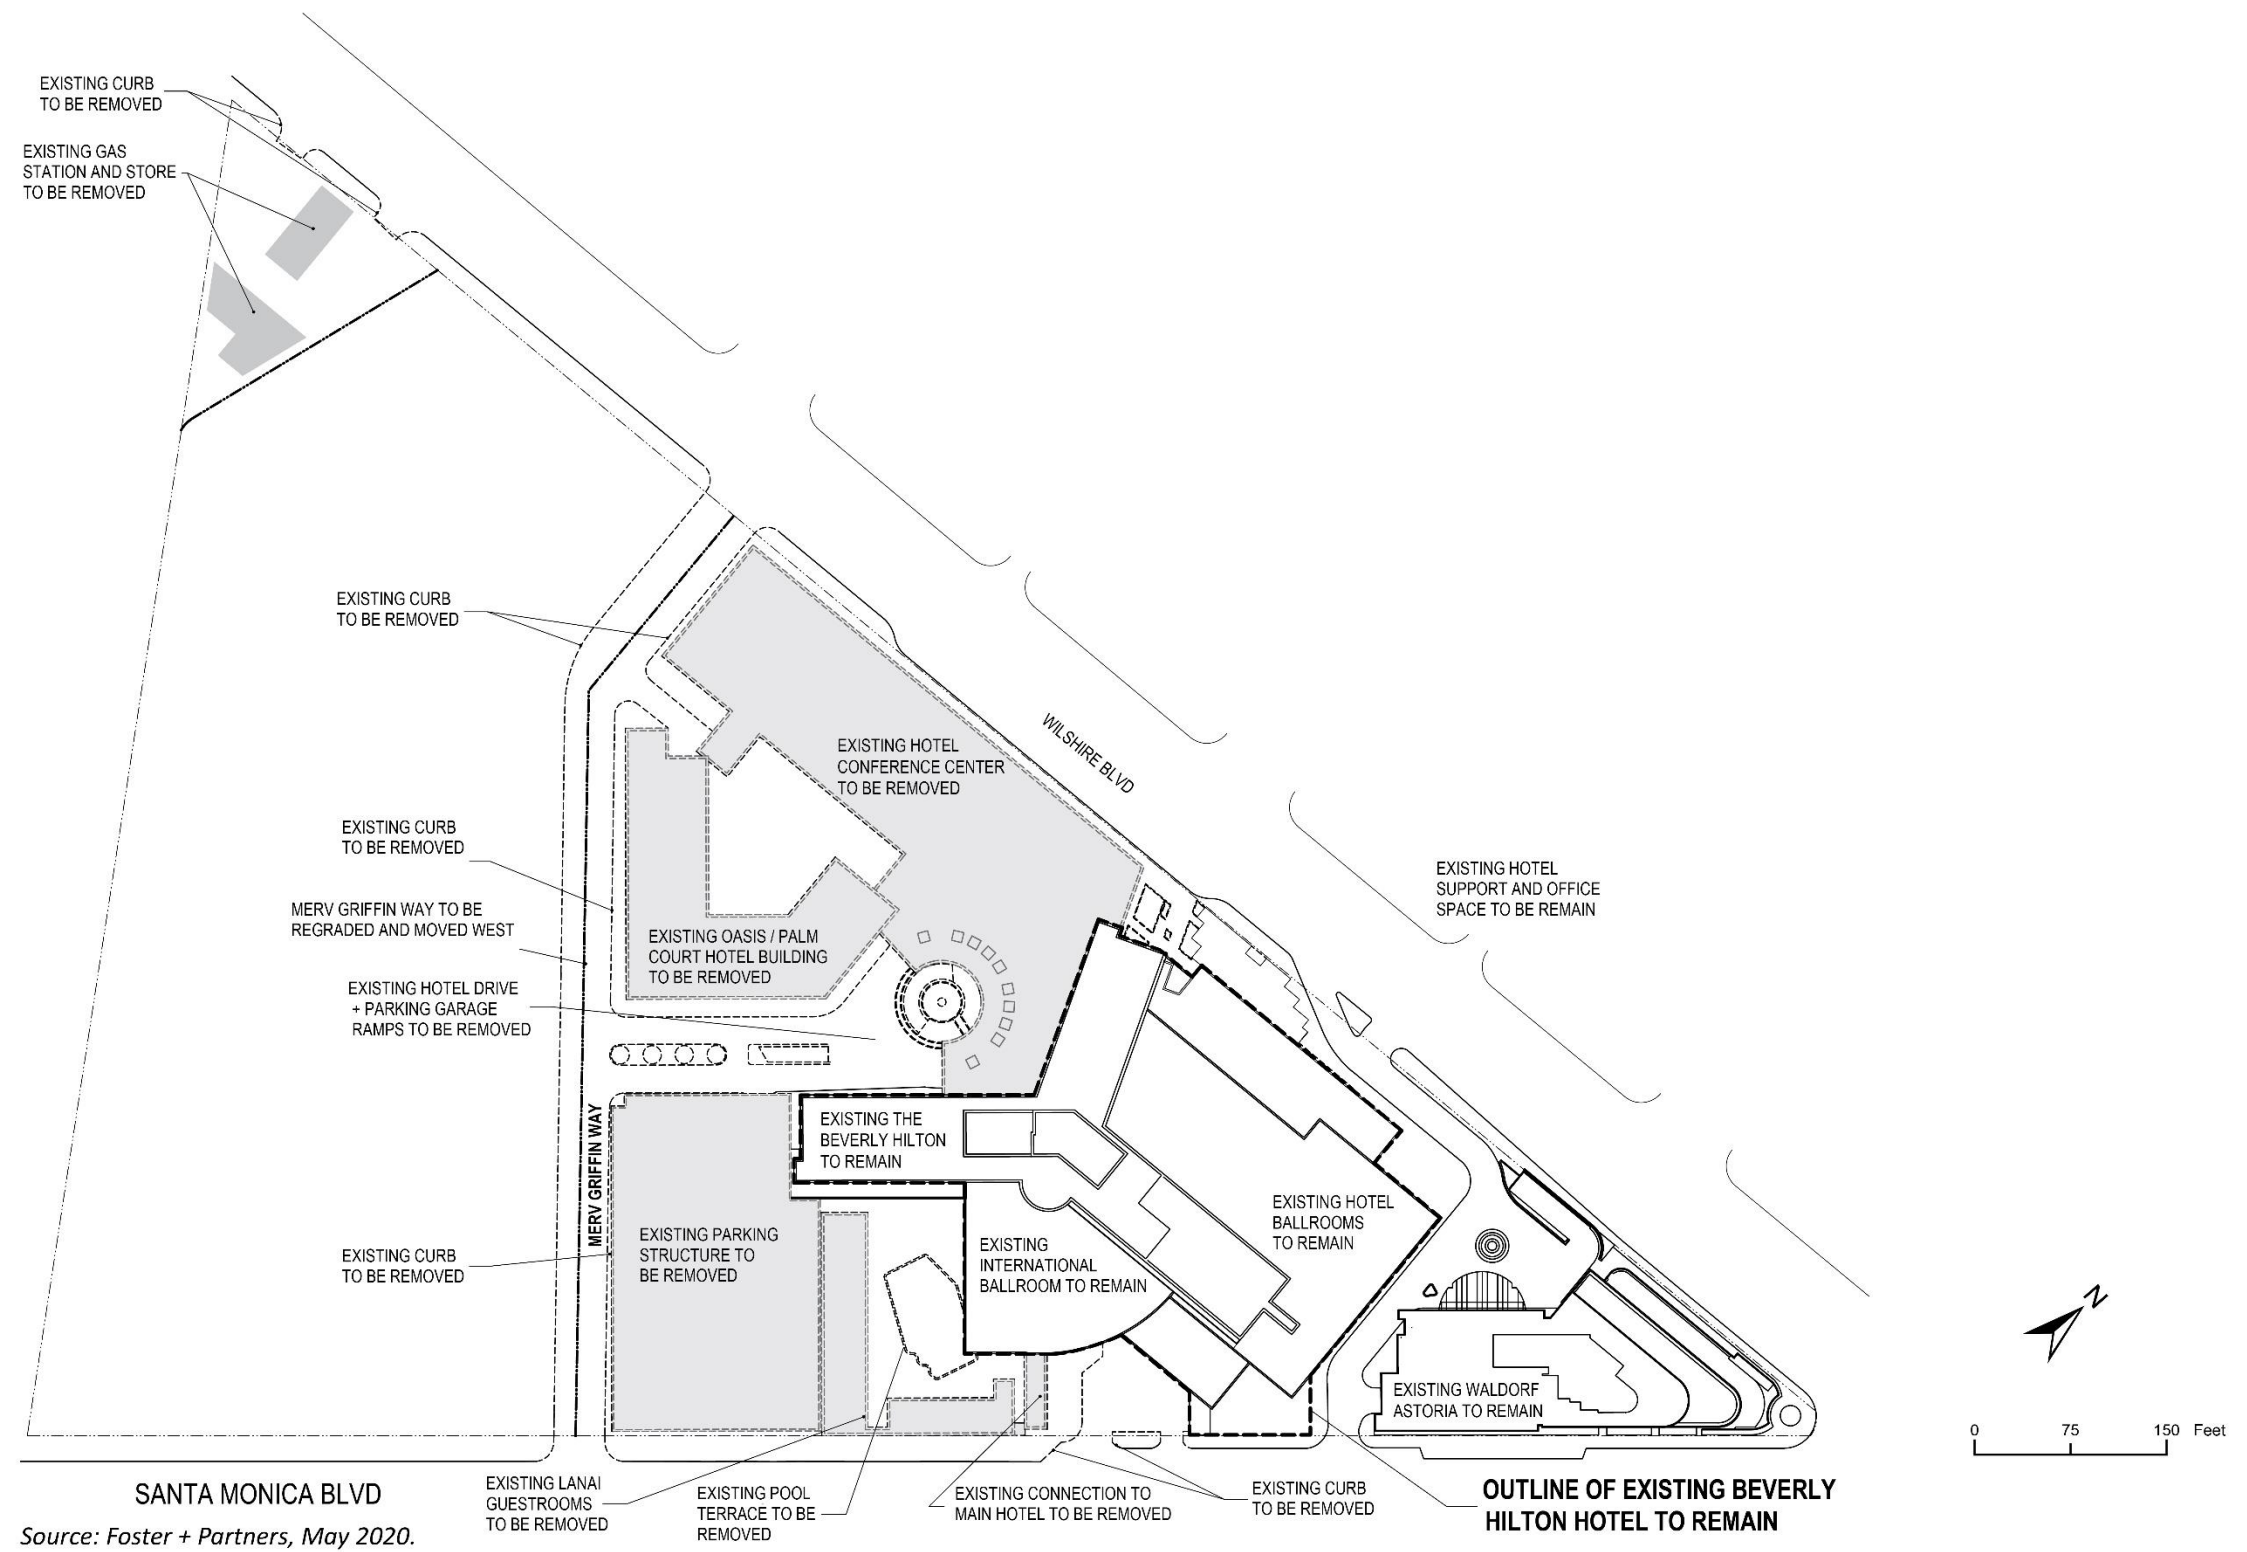 EXISTING CURB
TO BE REMOVED
EXISTING GAS
STATION AND STORE
TO BE REMOVED
EXISTING CURB
TO BE REMOVED
WILSHIRE BLVD
EXISTING HOTEL
CONFERENCE CENTER
TO BE REMOVED
EXISTING CURB
TO BE REMOVED
EXISTING HOTEL
SUPPORT AND OFFICE
SPACE TO BE REMAIN
MERV GRIFFIN WAY TO BE
REGRADED AND MOVED WEST
EXISTING OASIS / PALM
COURT HOTEL BUILDING
TO BE REMOVED
EXISTING HOTEL DRIVE
+ PARKING GARAGE
RAMPS TO BE REMOVED
MERV GRIFFIN WAY
EXISTING THE
BEVERLY HILTON
TO REMAIN
EXISTING HOTEL
BALLROOMS
TO REMAIN
EXISTING PARKING
STRUCTURE TO
BE REMOVED
EXISTING
INTERNATIONAL
BALLROOM TO REMAIN
EXISTING CURB
TO BE REMOVED
N
EXISTING WALDORF
ASTORIA TO REMAIN
0 75 150 Feet
SANTA MONICA BLVD
EXISTING LANAI
GUESTROOMS
TO BE REMOVED
EXISTING POOL
TERRACE TO BE
REMOVED
EXISTING CONNECTION TO
MAIN HOTEL TO BE REMOVED
EXISTING CURB
TO BE REMOVED
OUTLINE OF EXISTING BEVERLY
HILTON HOTEL TO REMAIN
Source: Foster + Partners, May 2020.